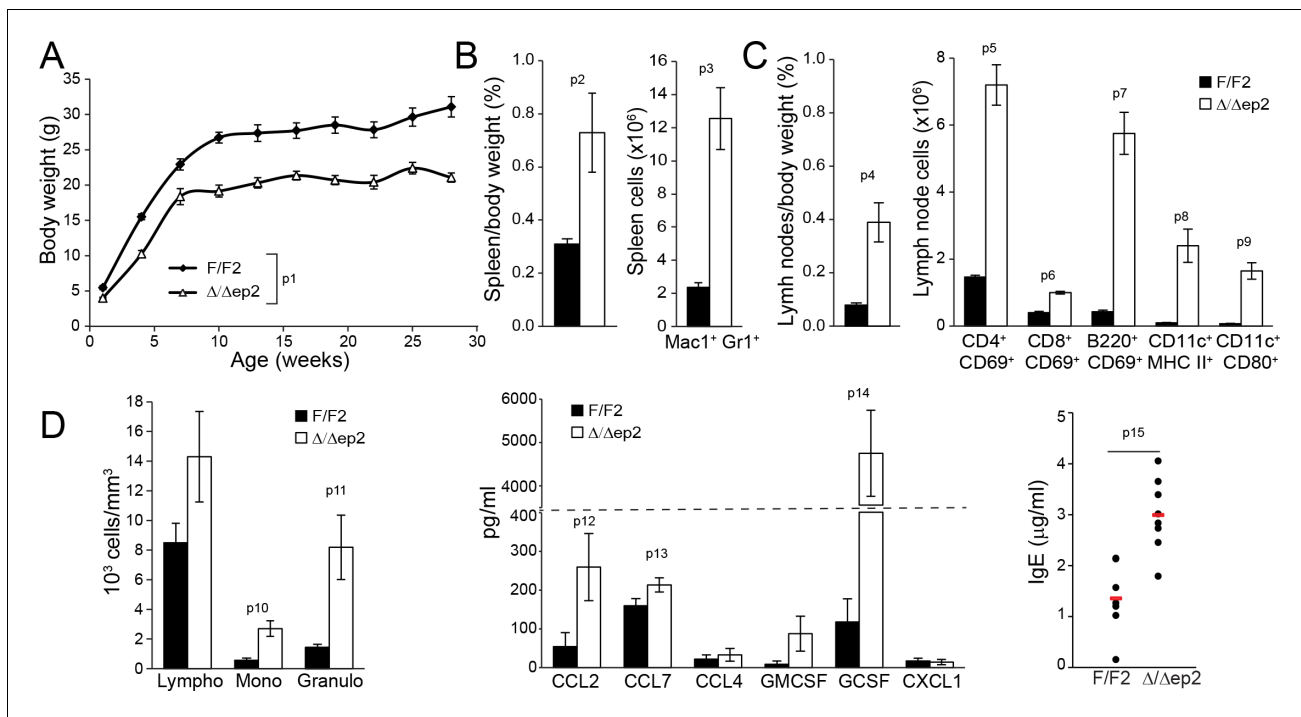 A
Body weight (g)
35
30
25
20
15
10
5
0
0 5 10 15 20 25 30
Age (weeks)
F/F2
Δ/Δep2
p1
B
Spleen/body weight (%)
1.0
0.8
0.6
0.4
0.2
0.0
p2
Spleen cells (x10⁶)
16
14
12
10
8
6
4
2
0
p3
Mac1⁺ Gr1⁺
C
Lymh nodes/body weight (%)
1.0
0.8
0.6
0.4
0.2
0.0
p4
Lymph node cells (x10⁶)
8
6
4
2
0
p5
p6
p7
p8
p9
F/F2
Δ/Δep2
CD4⁺ CD8⁺ B220⁺ CD11c⁺ CD11c⁺
CD69⁺ CD69⁺ CD69⁺ MHC II⁺ CD80⁺
D
10³ cells/mm³
18
16
14
12
10
8
6
4
2
0
F/F2
Δ/Δep2
p10
p11
Lympho Mono Granulo
pg/ml
6000
5000
4000
400
300
200
100
0
F/F2
Δ/Δep2
p12
p13
p14
CCL2 CCL7 CCL4 GMCSF GCSF CXCL1
IgE (μg/ml)
5
4
3
2
1
0
p15
F/F2 Δ/Δep2